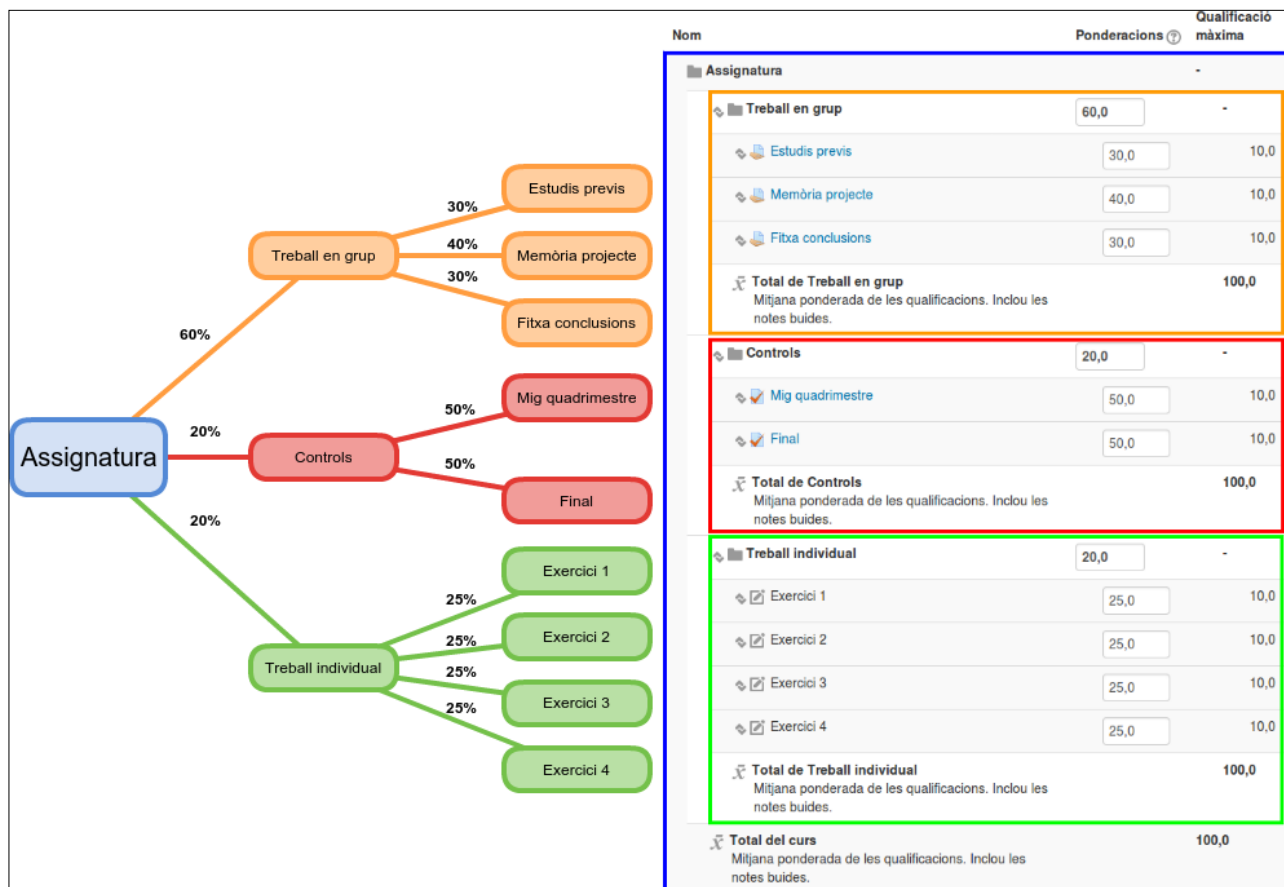 Assignatura
60%
20%
20%
Treball en grup
30%
40%
30%
Estudis previs
Memòria projecte
Fitxa conclusions
Controls
50%
50%
Mig quadrimestre
Final
Treball individual
25%
25%
25%
25%
Exercici 1
Exercici 2
Exercici 3
Exercici 4
Nom Ponderacions ? Qualificació
màxima
Assignatura -
Treball en grup 60,0 -
Estudis previs 30,0 10,0
Memòria projecte 40,0 10,0
Fitxa conclusions 30,0 10,0
x̄ Total de Treball en grup 100,0
Mitjana ponderada de les qualificacions. Inclou les
notes buides.
Controls 20,0 -
Mig quadrimestre 50,0 10,0
Final 50,0 10,0
x̄ Total de Controls 100,0
Mitjana ponderada de les qualificacions. Inclou les
notes buides.
Treball individual 20,0 -
Exercici 1 25,0 10,0
Exercici 2 25,0 10,0
Exercici 3 25,0 10,0
Exercici 4 25,0 10,0
x̄ Total de Treball individual 100,0
Mitjana ponderada de les qualificacions. Inclou les
notes buides.
x̄ Total del curs 100,0
Mitjana ponderada de les qualificacions. Inclou les
notes buides.